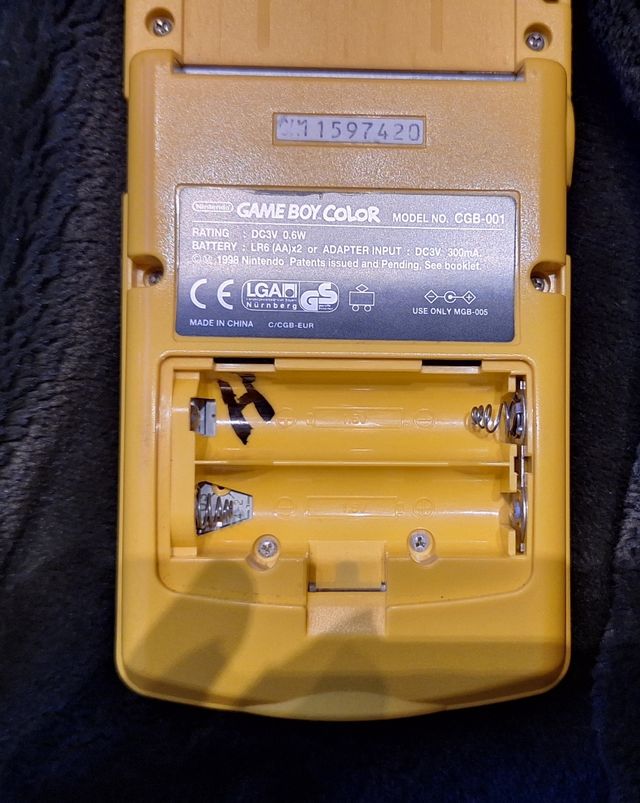 CM11597420
Nintendo GAME BOY COLOR MODEL NO. CGB-001
RATING : DC3V 0.6W
BATTERY : LR6 (AA)x2 or ADAPTER INPUT : DC3V 300mA.
©M, 1998 Nintendo Patents issued and Pending, See booklet.
CE LGA GS
Nürnberg
USE ONLY MGB-005
MADE IN CHINA C/CGB-EUR
H